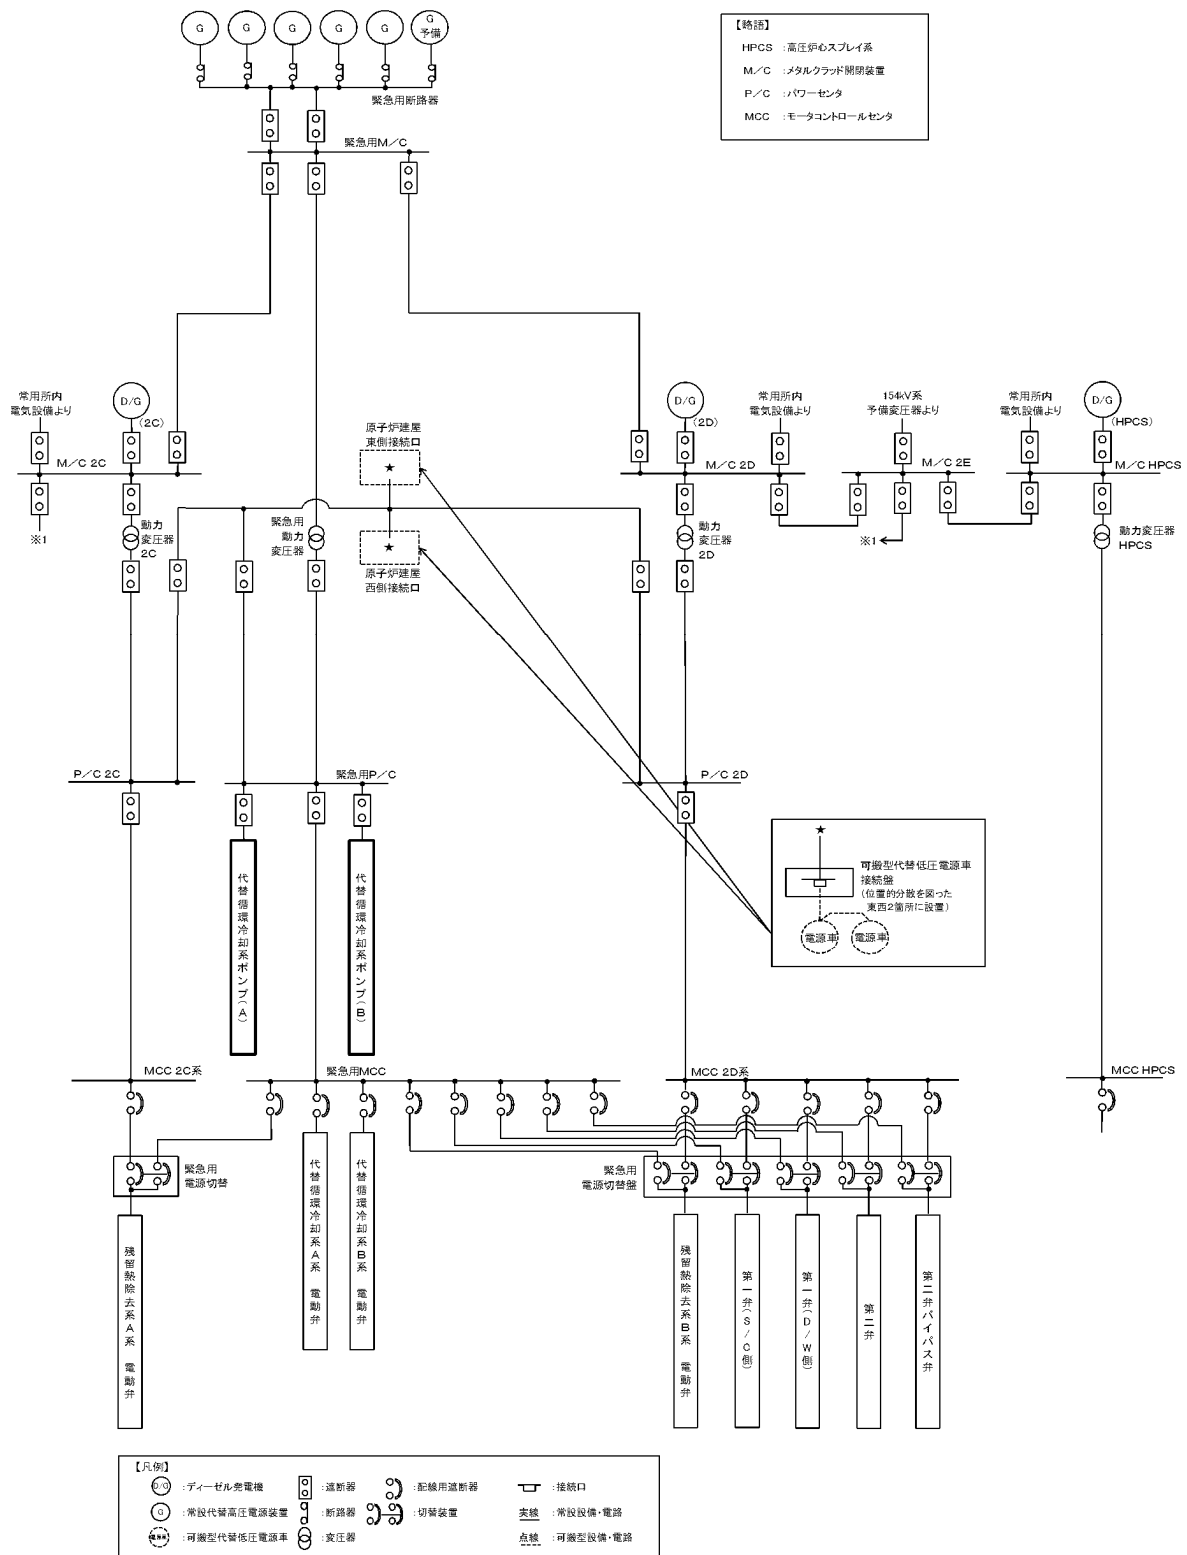 G
G
G
G
G
G
予備
緊急用断路器
緊急用M/C
【略語】
HPCS :高圧炉心スプレイ系
M/C :メタルクラッド開閉装置
P/C :パワーセンタ
MCC :モータコントロールセンタ
常用所内
電気設備より
D/G
(2C)
M/C 2C
※1
動力
変圧器
2C
原子炉建屋
東側接続口
★
緊急用
動力
変圧器
★
原子炉建屋
西側接続口
D/G
(2D)
M/C 2D
動力
変圧器
2D
常用所内
電気設備より
154kV系
予備変圧器より
M/C 2E
※1
常用所内
電気設備より
D/G
(HPCS)
M/C HPCS
動力変圧器
HPCS
P/C 2C
緊急用P/C
P/C 2D
代替循環冷却系ポンプ(A)
代替循環冷却系ポンプ(B)
★
可搬型代替低圧電源車
接続盤
(位置的分散を図った
東西2箇所に設置)
電源車
電源車
MCC 2C系
緊急用MCC
MCC 2D系
MCC HPCS
緊急用
電源切替
緊急用
電源切替盤
残留熱除去系A系 電動弁
代替循環冷却系A系 電動弁
代替循環冷却系B系 電動弁
残留熱除去系B系 電動弁
第一弁(S/C側)
第一弁(D/W側)
第二弁
第二弁バイパス弁
【凡例】
D/G :ディーゼル発電機
:遮断器
:配線用遮断器
:接続口
G :常設代替高圧電源装置
:断路器
:切替装置
実線 :常設設備・電路
電源車 :可搬型代替低圧電源車
:変圧器
点線 :可搬型設備・電路